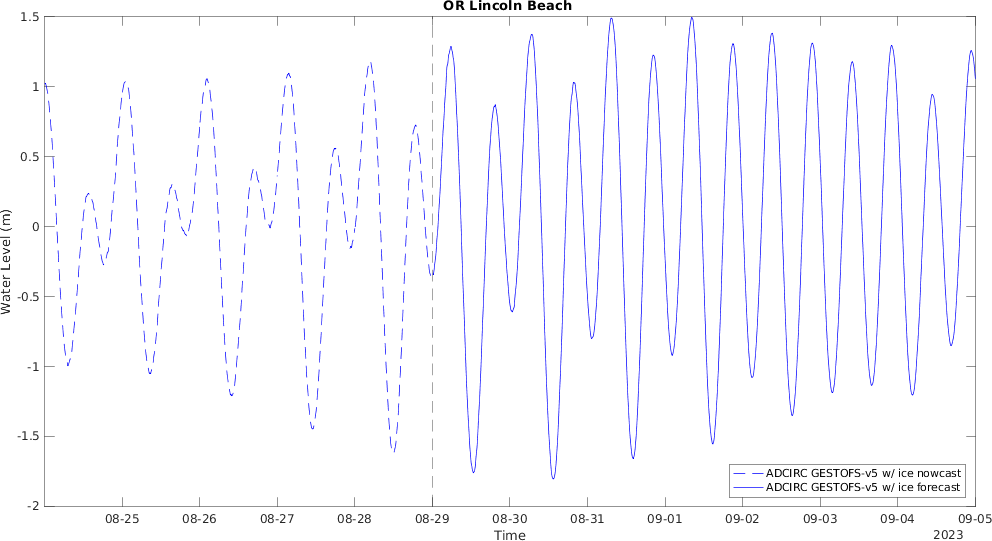 OR Lincoln Beach
1.5
1
0.5
0
-0.5
-1
-1.5
-2
Water Level (m)
08-25 08-26 08-27 08-28 08-29 08-30 08-31 09-01 09-02 09-03 09-04 09-05
Time
2023
ADCIRC GESTOFS-v5 w/ ice nowcast
ADCIRC GESTOFS-v5 w/ ice forecast